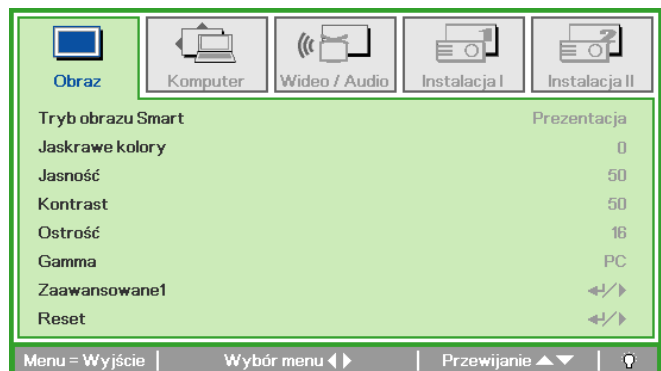 Obraz Komputer Wideo / Audio Instalacja I Instalacja II
Tryb obrazu Smart Prezentacja
Jaskrawe kolory 0
Jasność 50
Kontrast 50
Ostrość 16
Gamma PC
Zaawansowane1
Reset
Menu = Wyjście Wybór menu Przewijanie